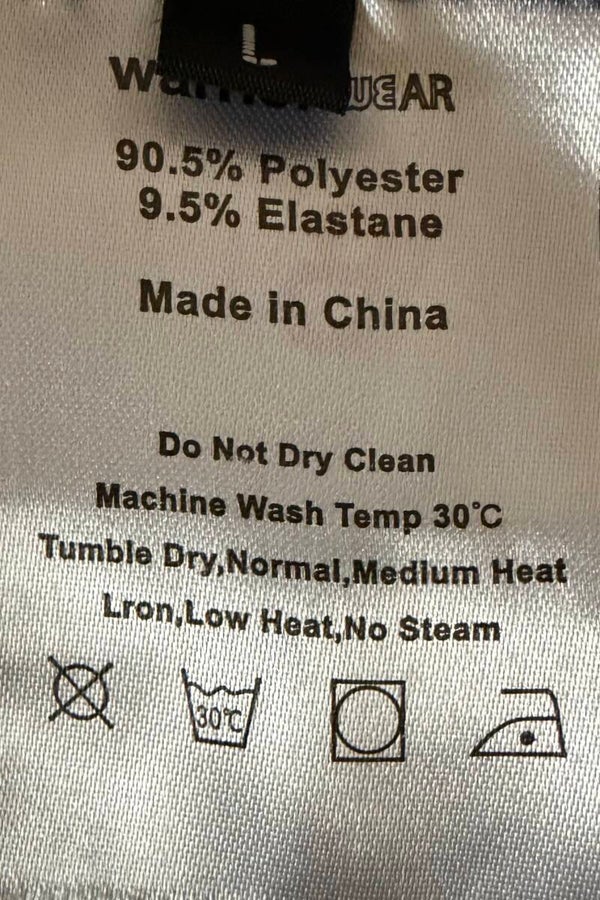 L
UEAR
90.5% Polyester
9.5% Elastane
Made in China
Do Not Dry Clean
Machine Wash Temp 30°C
Tumble Dry,Normal,Medium Heat
Lron,Low Heat,No Steam
30°C